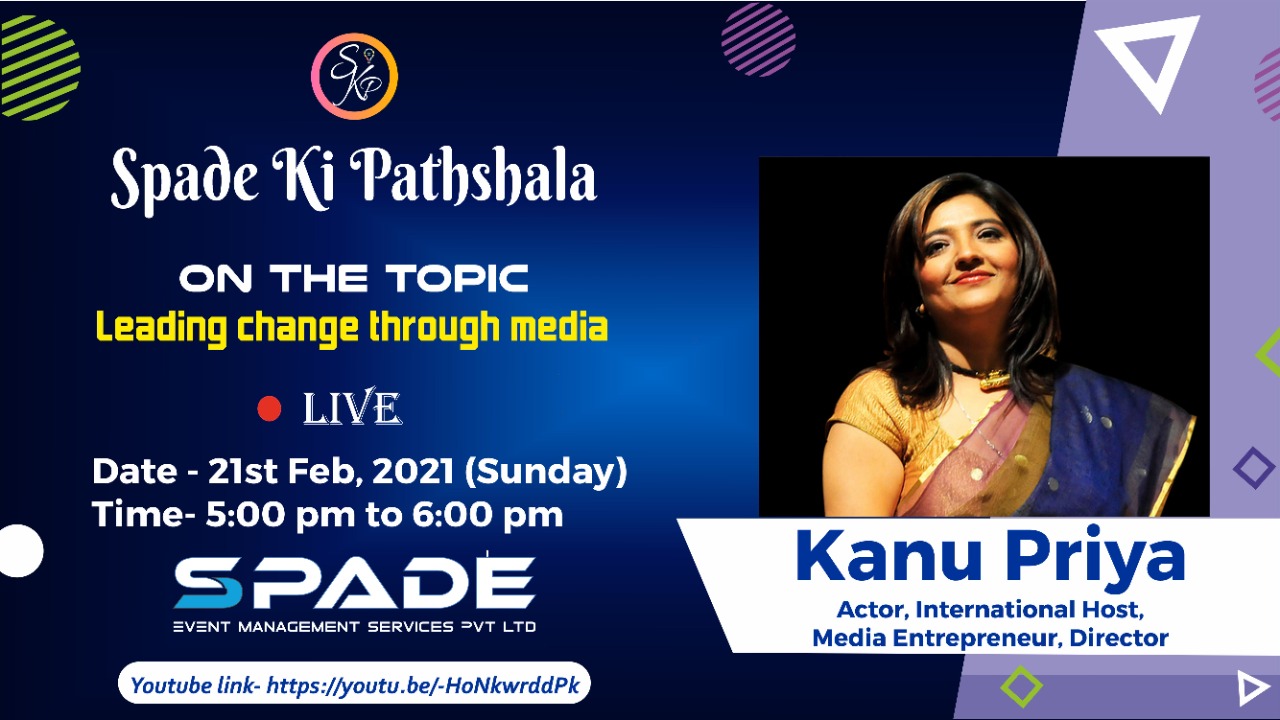 SKP
Spade Ki Pathshala
ON THE TOPIC
Leading change through media
LIVE
Date - 21st Feb, 2021 (Sunday)
Time- 5:00 pm to 6:00 pm
SPADE
EVENT MANAGEMENT SERVICES PVT LTD
Youtube link- https://youtu.be/-HoNkwrddPk
Kanu Priya
Actor, International Host,
Media Entrepreneur, Director